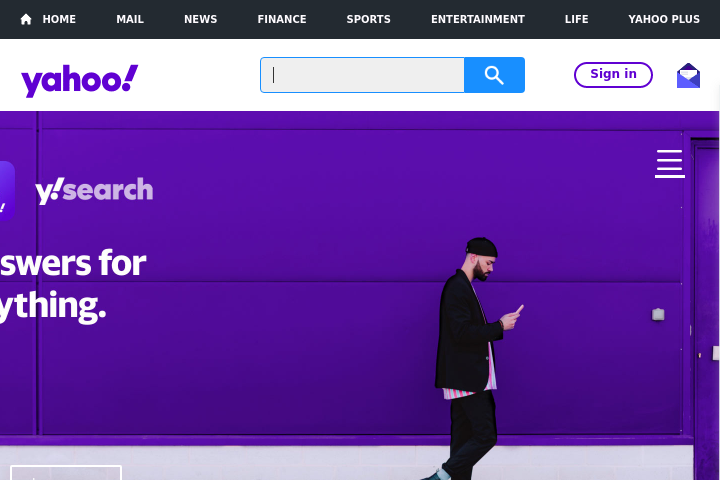 HOME MAIL NEWS FINANCE SPORTS ENTERTAINMENT LIFE YAHOO PLUS
yahoo!
Sign in
y!search
swers for
ything.